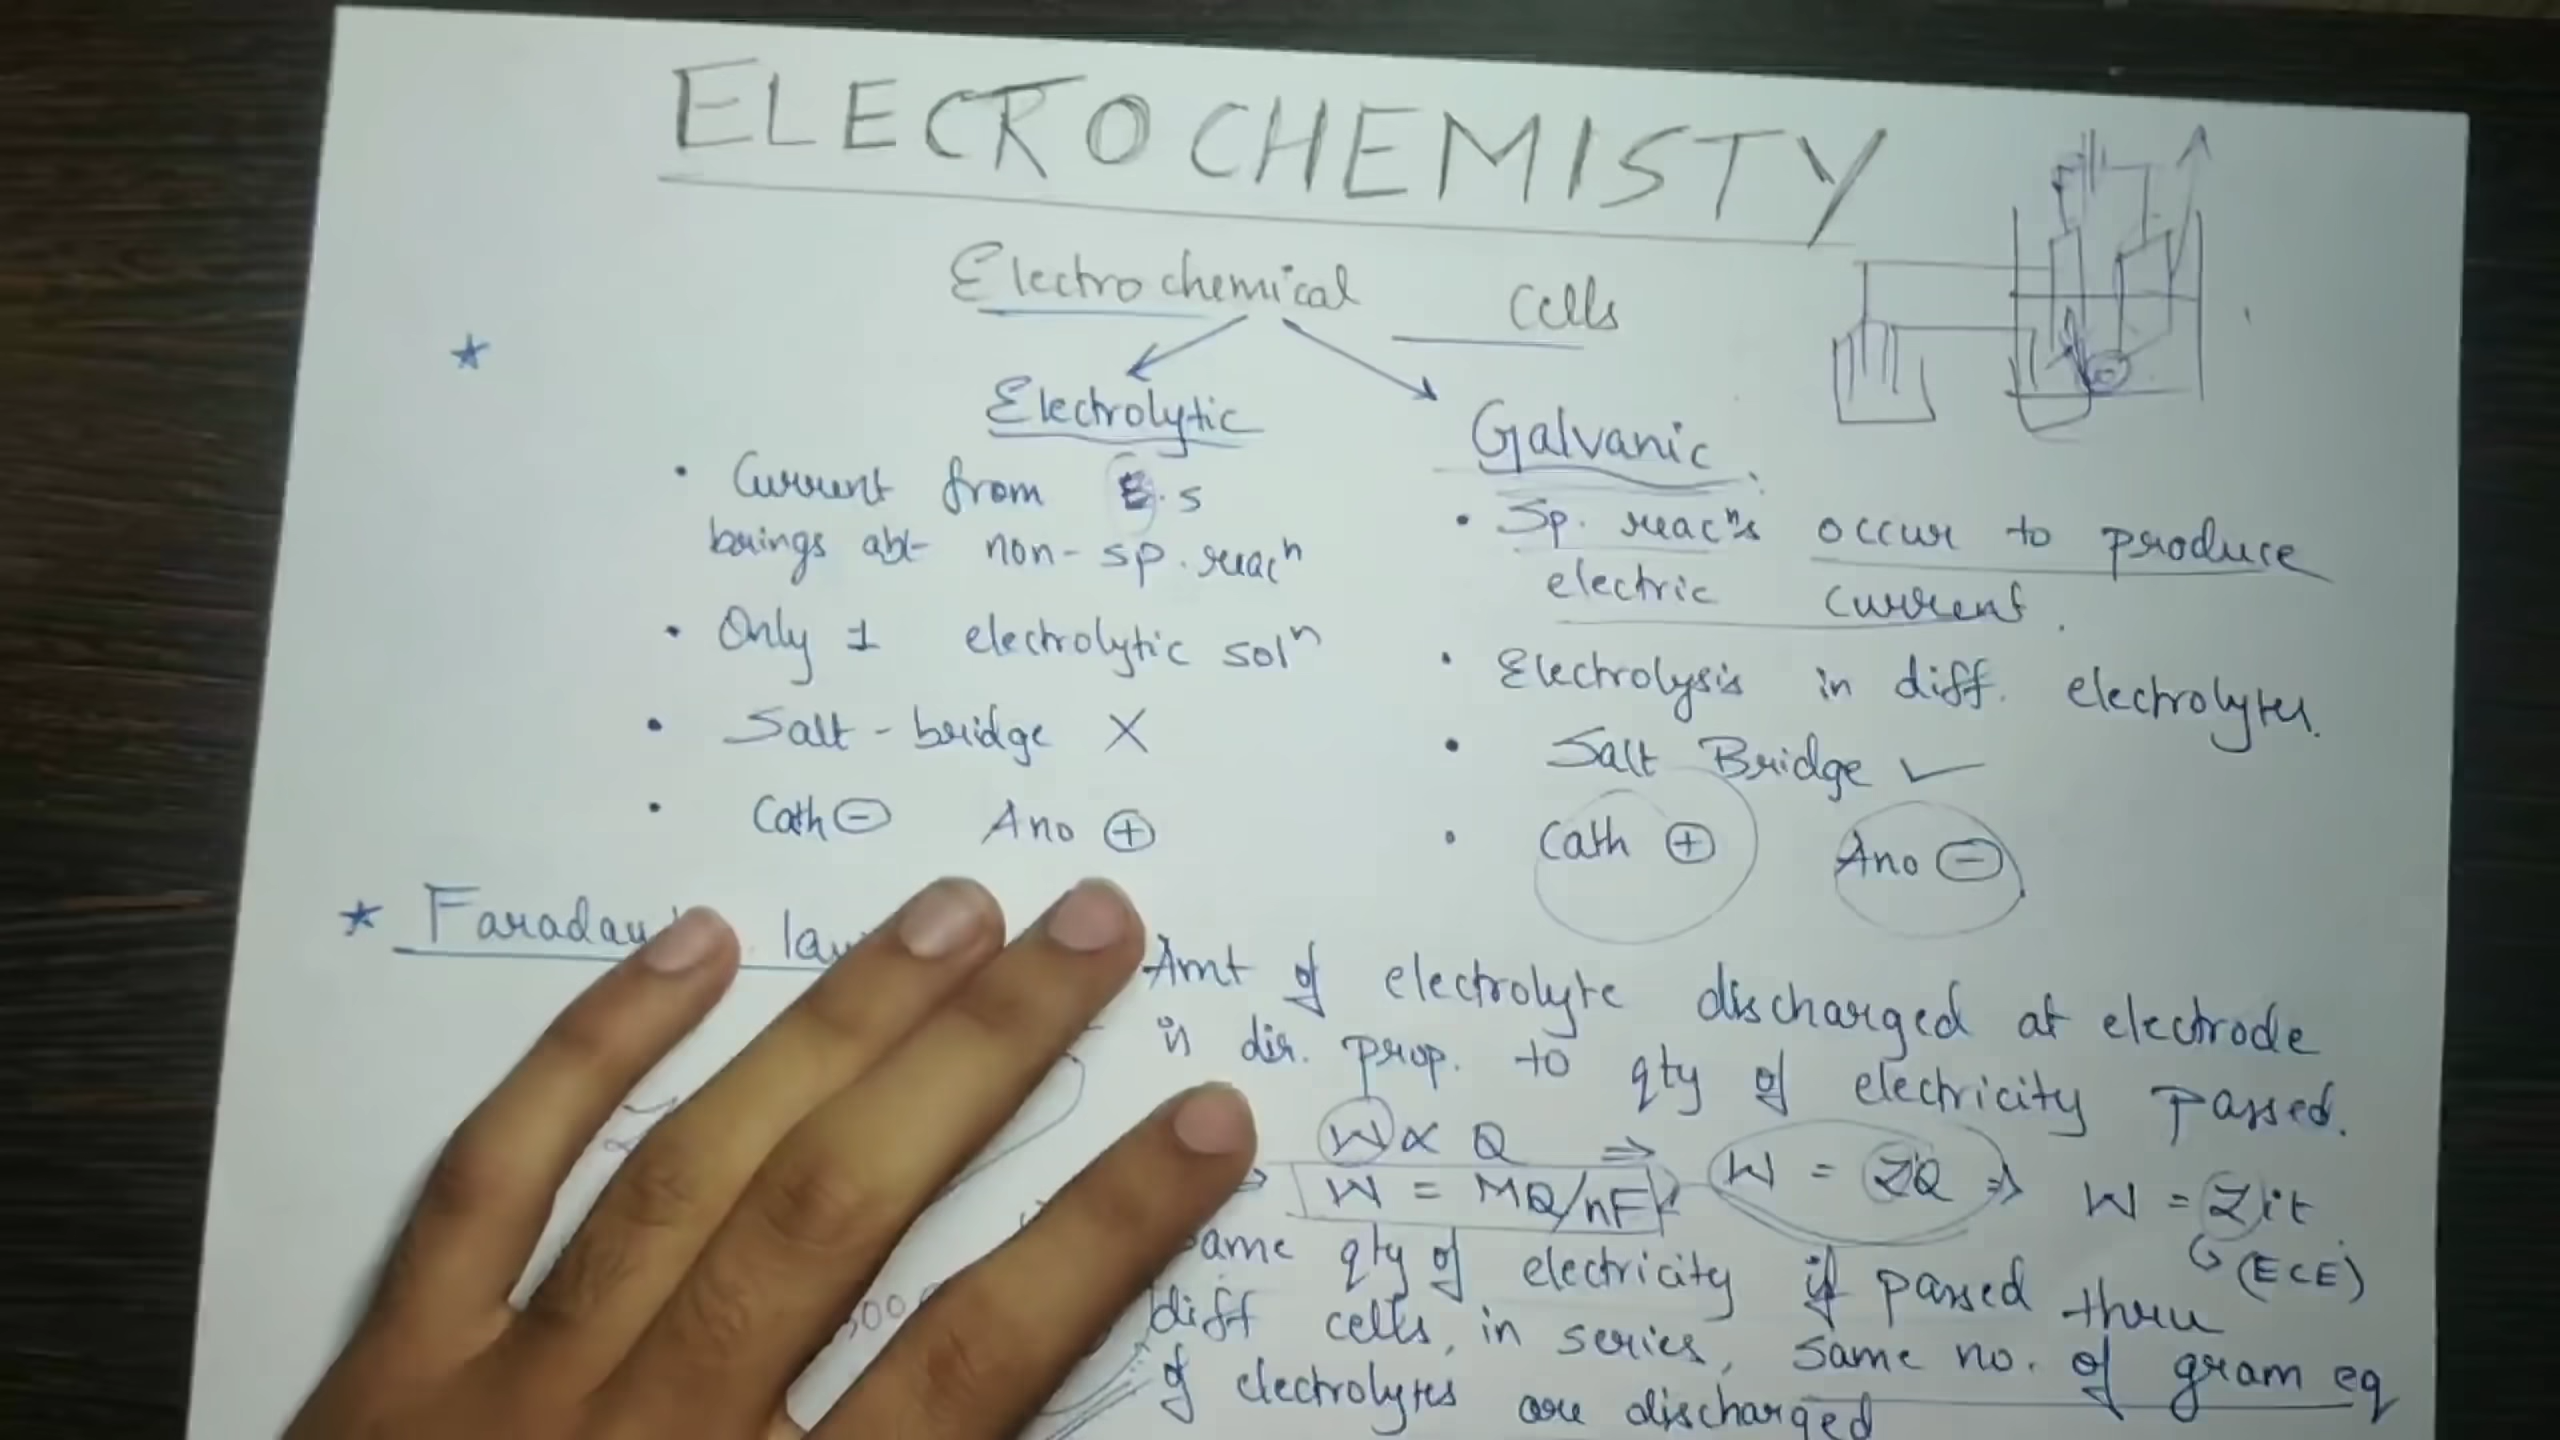 ELECROCHEMISTY
Electrochemical Cells
Electrolytic
• Current from E.S
brings abt non-sp. reacⁿ
• Only 1 electrolytic solⁿ
• Salt-bridge X
• Cath ⊖ Ano ⊕
Galvanic
• Sp. reacⁿs occur to produce
electric current.
• Electrolysis in diff. electrolytes.
• Salt Bridge ✓
• Cath ⊕ Ano ⊖
★ Faraday's law
Amt of electrolyte discharged at electrode
is dir. prop. to qty of electricity passed.
W ∝ Q ⇒ W = ZQ ⇒ W = Zit
⇒ W = MQ/nF
(ECE)
Same qty of electricity if passed thru
diff cells, in series, same no. of gram eq
of electrolytes are discharged